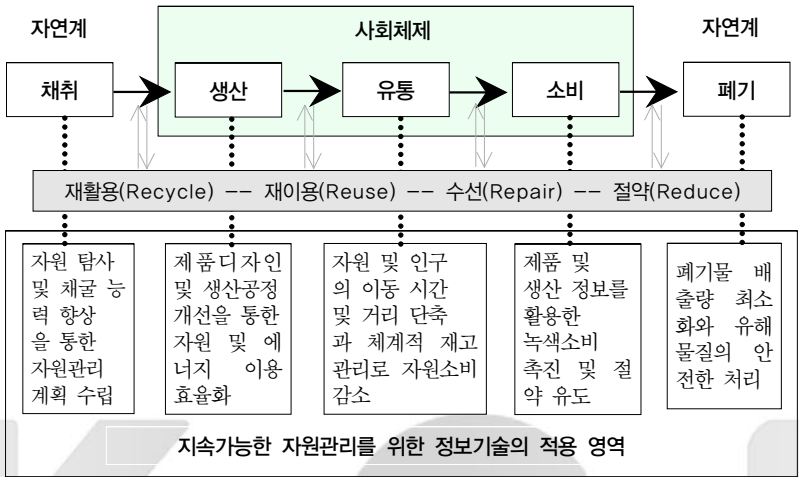 자연계
사회체제
자연계
채취
생산
유통
소비
폐기
재활용(Recycle) -- 재이용(Reuse) -- 수선(Repair) -- 절약(Reduce)
자원 탐사
및 채굴 능
력 향상
을 통한
자원관리
계획 수립
제품디자인
및 생산공정
개선을 통한
자원 및 에
너지 이용
효율화
자원 및 인구
의 이동 시간
및 거리 단축
과 체계적 재고
관리로 자원소비
감소
제품 및
생산 정보를
활용한
녹색소비
촉진 및 절
약 유도
폐기물 배
출량 최소
화와 유해
물질의 안
전한 처리
지속가능한 자원관리를 위한 정보기술의 적용 영역